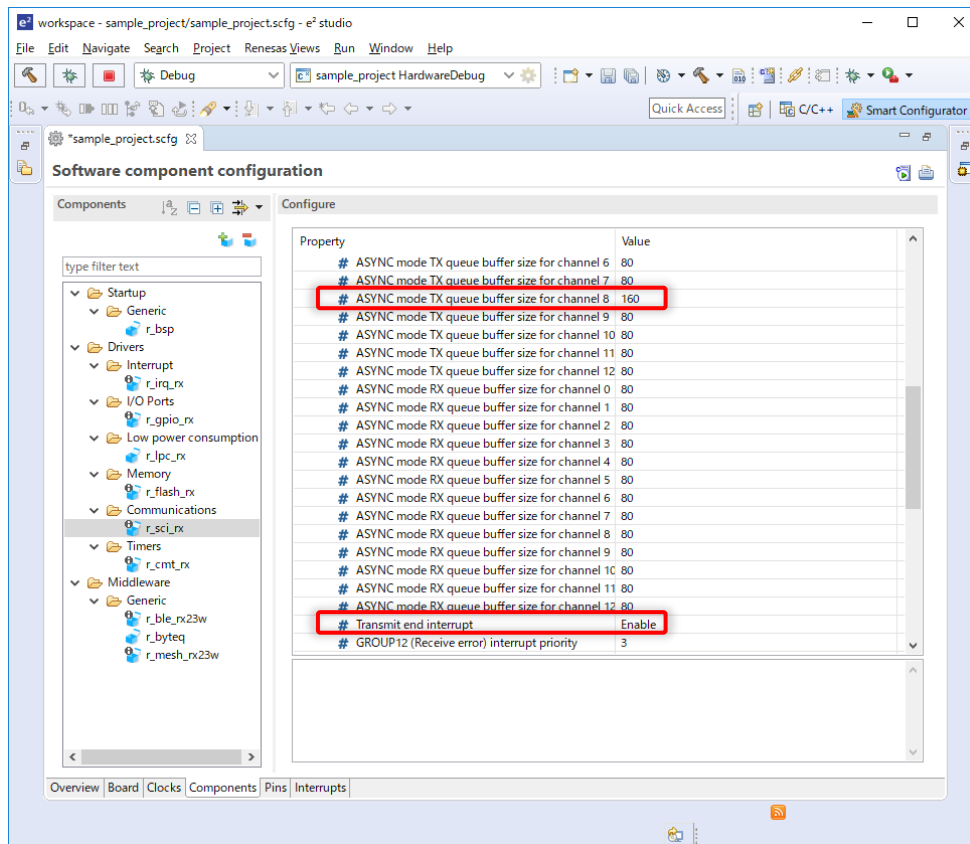 workspace - sample_project/sample_project.scfg - e² studio
File Edit Navigate Search Project Renesas Views Run Window Help
Debug
sample_project HardwareDebug
Quick Access
C/C++
Smart Configurator
*sample_project.scfg
Software component configuration
Components
Configure
type filter text
Startup
Generic
r_bsp
Drivers
Interrupt
r_irq_rx
I/O Ports
r_gpio_rx
Low power consumption
r_lpc_rx
Memory
r_flash_rx
Communications
r_sci_rx
Timers
r_cmt_rx
Middleware
Generic
r_ble_rx23w
r_byteq
r_mesh_rx23w
Property Value
# ASYNC mode TX queue buffer size for channel 6 80
# ASYNC mode TX queue buffer size for channel 7 80
# ASYNC mode TX queue buffer size for channel 8 160
# ASYNC mode TX queue buffer size for channel 9 80
# ASYNC mode TX queue buffer size for channel 10 80
# ASYNC mode TX queue buffer size for channel 11 80
# ASYNC mode TX queue buffer size for channel 12 80
# ASYNC mode RX queue buffer size for channel 0 80
# ASYNC mode RX queue buffer size for channel 1 80
# ASYNC mode RX queue buffer size for channel 2 80
# ASYNC mode RX queue buffer size for channel 3 80
# ASYNC mode RX queue buffer size for channel 4 80
# ASYNC mode RX queue buffer size for channel 5 80
# ASYNC mode RX queue buffer size for channel 6 80
# ASYNC mode RX queue buffer size for channel 7 80
# ASYNC mode RX queue buffer size for channel 8 80
# ASYNC mode RX queue buffer size for channel 9 80
# ASYNC mode RX queue buffer size for channel 10 80
# ASYNC mode RX queue buffer size for channel 11 80
# ASYNC mode RX queue buffer size for channel 12 80
# Transmit end interrupt Enable
# GROUP12 (Receive error) interrupt priority 3
Overview Board Clocks Components Pins Interrupts